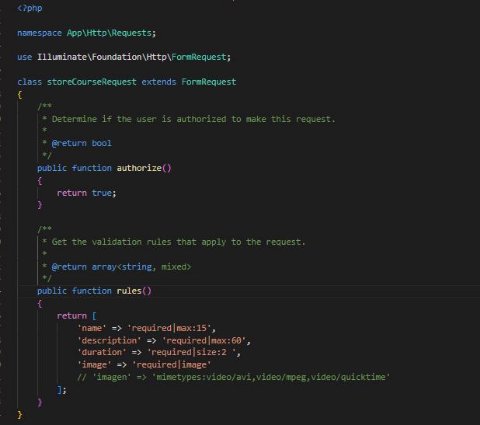 <?php
namespace App\Http\Requests;
use Illuminate\Foundation\Http\FormRequest;
class storeCourseRequest extends FormRequest
{
/**
* Determine if the user is authorized to make this request.
*
* @return bool
*/
public function authorize()
{
return true;
}
/**
* Get the validation rules that apply to the request.
*
* @return array<string, mixed>
*/
public function rules()
{
return [
'name' => 'required|max:15',
'description' => 'required|max:60',
'duration' => 'required|size:2 ',
'image' => 'required|image'
// 'imagen' => 'mimetypes:video/avi,video/mpeg,video/quicktime'
];
}
}